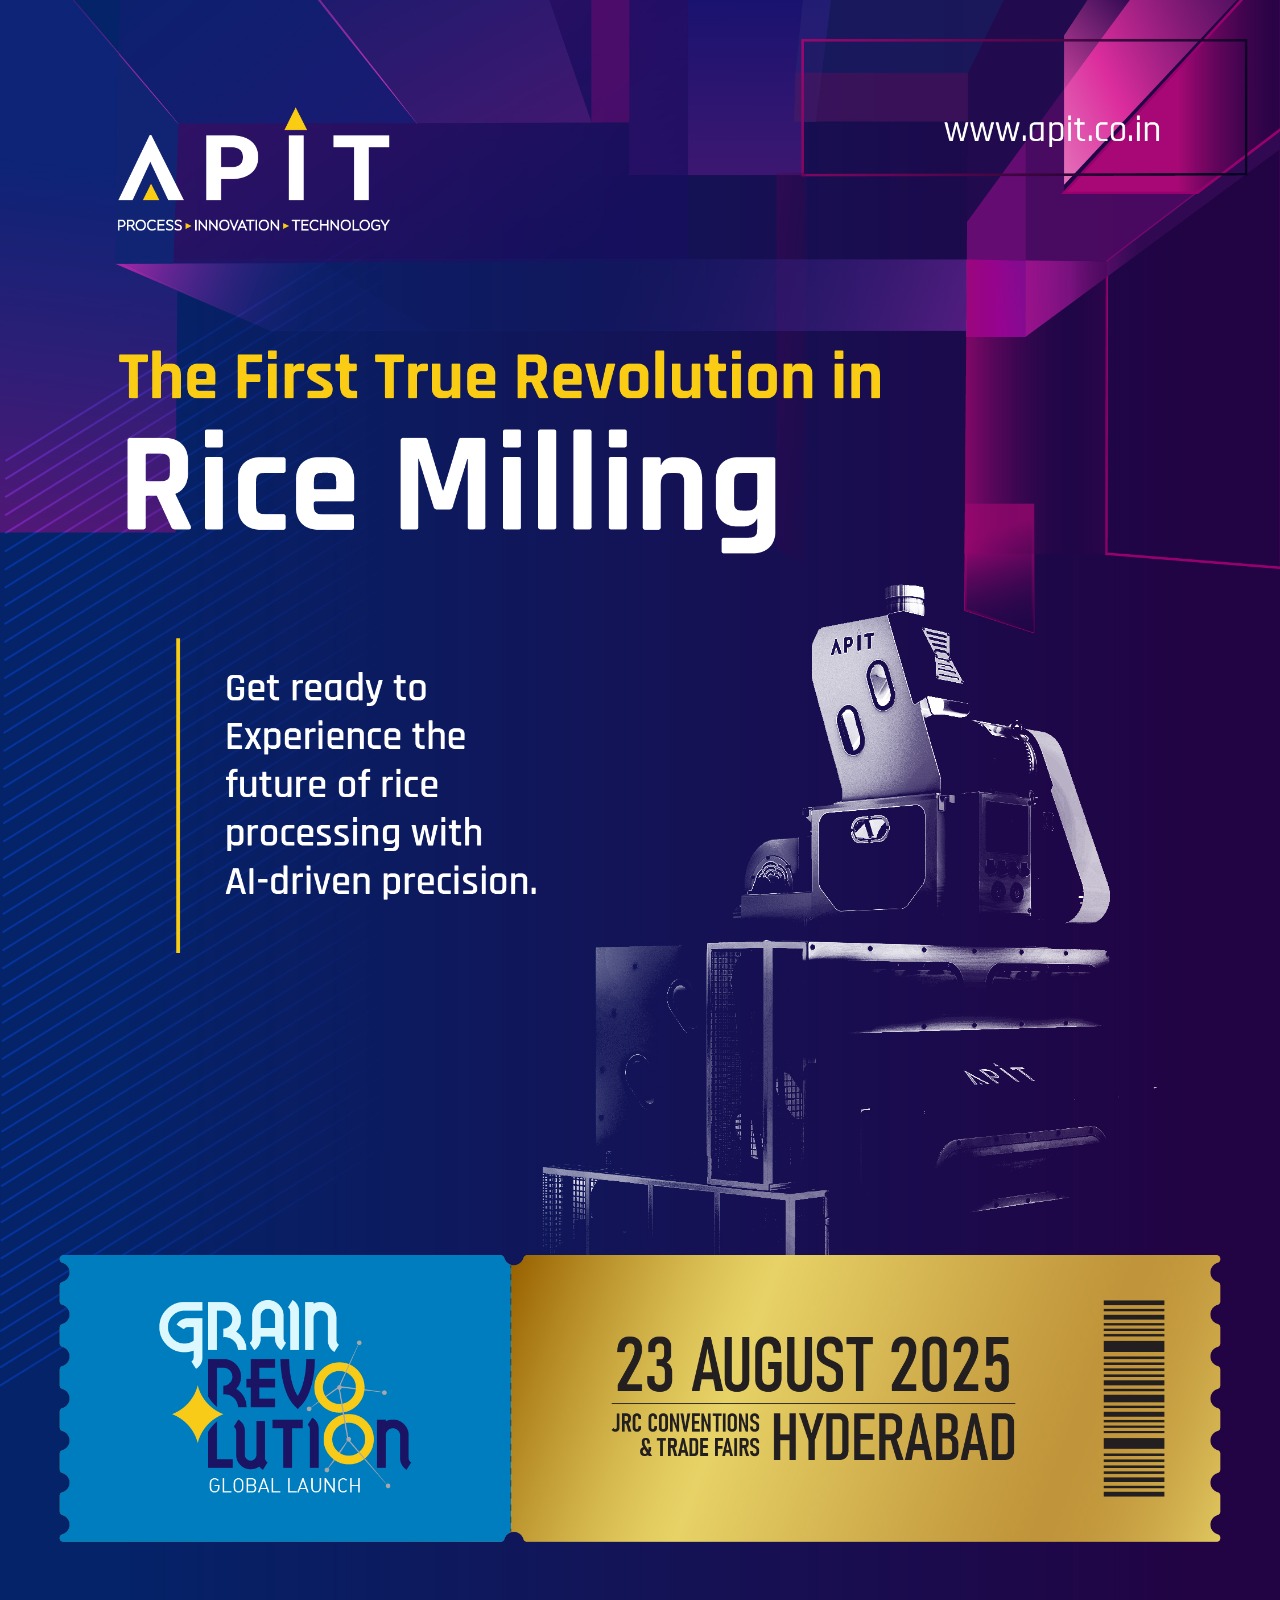 APIT
PROCESS ▸ INNOVATION ▸ TECHNOLOGY
www.apit.co.in
The First True Revolution in
Rice Milling
Get ready to
Experience the
future of rice
processing with
AI-driven precision.
APIT
APIT
GRAIN
REVO
LUTION
GLOBAL LAUNCH
23 AUGUST 2025
JRC CONVENTIONS
& TRADE FAIRS
HYDERABAD